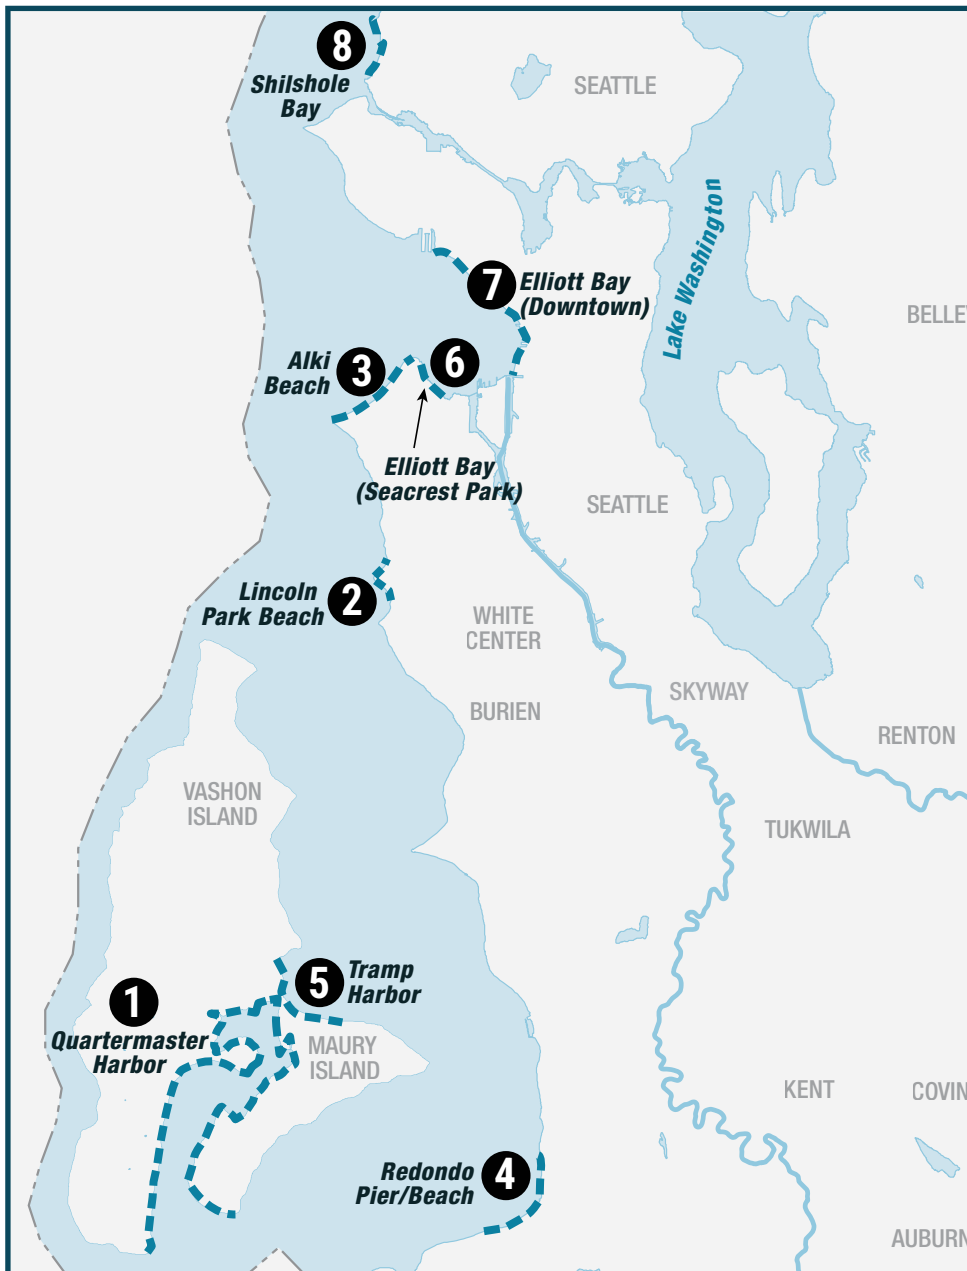 8
Shilshole
Bay
SEATTLE
Lake Washington
7
Elliott Bay
(Downtown)
BELLEV
Alki
Beach
3
6
Elliott Bay
(Seacrest Park)
SEATTLE
Lincoln
Park Beach
2
WHITE
CENTER
SKYWAY
BURIEN
RENTON
VASHON
ISLAND
TUKWILA
5
Tramp
Harbor
1
Quartermaster
Harbor
MAURY
ISLAND
KENT
COVIN
Redondo
Pier/Beach
4
AUBURN